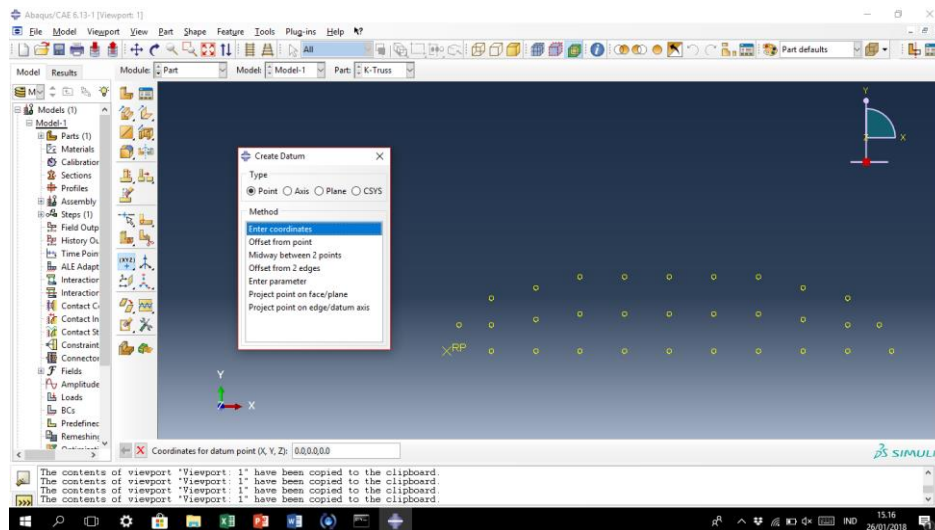 Abaqus/CAE 6.13-1 [Viewport: 1]
File Model Viewport View Part Shape Feature Tools Plug-ins Help
All
Part defaults
Model Results
Module: Part Model: Model-1 Part: K-Truss
Models (1)
Model-1
Parts (1)
Materials
Calibration
Sections
Profiles
Assembly
Steps (1)
Field Outp
History Ou
Time Poin
ALE Adapt
Interaction
Interaction
Contact Co
Contact In
Contact St
Constraint
Connector
Fields
Amplitude
Loads
BCs
Predefined
Remeshing
Create Datum
Type
Point Axis Plane CSYS
Method
Enter coordinates
Offset from point
Midway between 2 points
Offset from 2 edges
Enter parameter
Project point on face/plane
Project point on edge/datum axis
Y
X
Z
RP
Y
X
Coordinates for datum point (X, Y, Z): 0.0,0.0,0.0
SIMULI
The contents of viewport "Viewport: 1" have been copied to the clipboard.
The contents of viewport "Viewport: 1" have been copied to the clipboard.
The contents of viewport "Viewport: 1" have been copied to the clipboard.
The contents of viewport "Viewport: 1" have been copied to the clipboard.
IND
15.16
26/01/2018